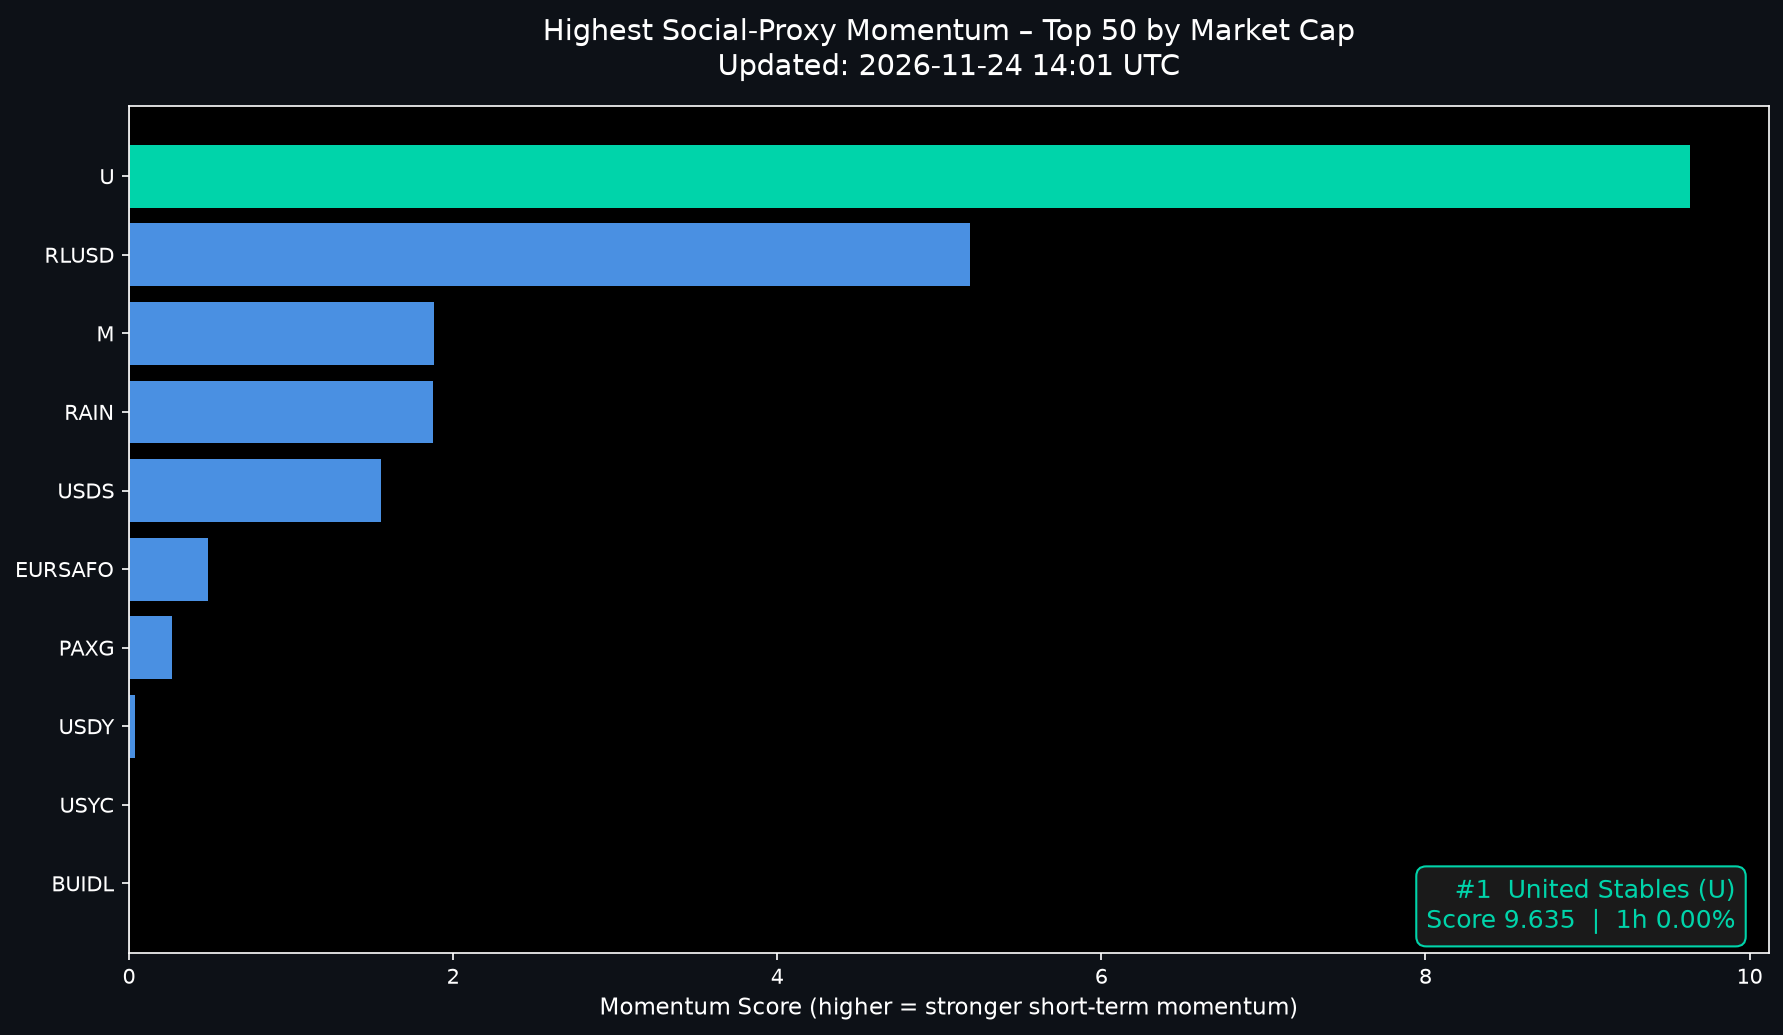 Highest Social-Proxy Momentum – Top 50 by Market Cap
Updated: 2026-11-24 14:01 UTC
U
RLUSD
M
RAIN
USDS
EURSAFO
PAXG
USDY
USYC
BUIDL
#1  United Stables (U)
Score 9.635  |  1h 0.00%
0 2 4 6 8 10
Momentum Score (higher = stronger short-term momentum)